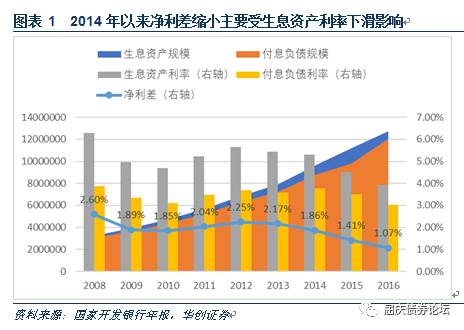 图表 1 2014 年以来净利差缩小主要受生息资产利率下滑影响
生息资产规模 付息负债规模
生息资产利率（右轴） 付息负债利率（右轴）
净利差（右轴）
14000000 7.00%
12000000 6.00%
10000000 5.00%
8000000 4.00%
6000000 3.00%
4000000 2.00%
2000000 1.00%
0 0.00%
2.60% 1.89% 1.85% 2.04% 2.25% 2.17% 1.86% 1.41% 1.07%
2008 2009 2010 2011 2012 2013 2014 2015 2016
资料来源：国家开发银行年报，华创证券
屈庆债券论坛